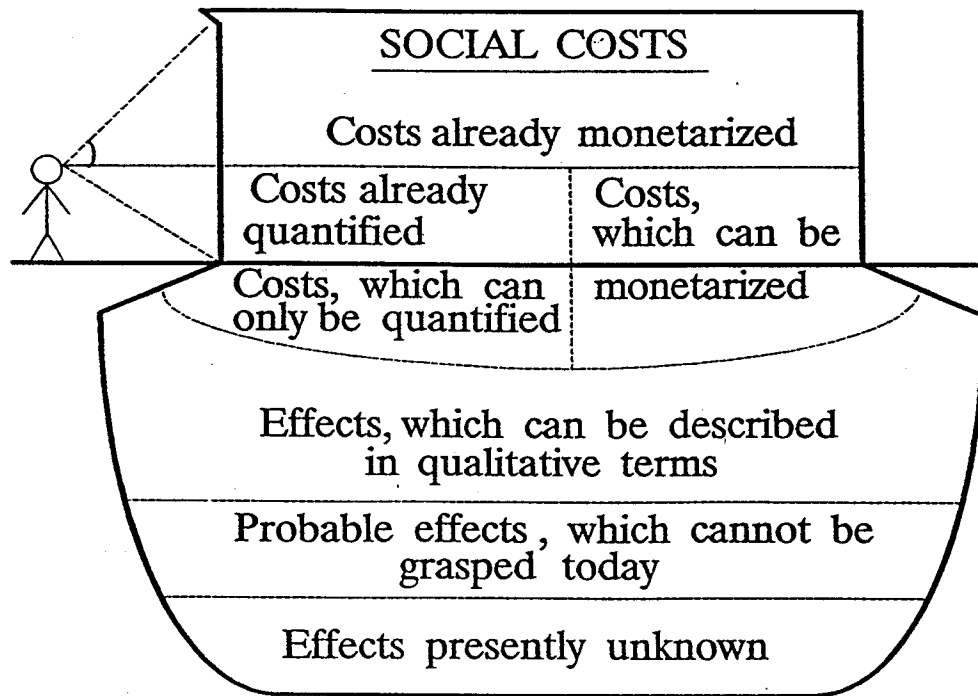 SOCIAL COSTS
Costs already monetarized
Costs already
quantified
Costs,
which can be
Costs, which can
only be quantified
monetarized
Effects, which can be described
in qualitative terms
Probable effects, which cannot be
grasped today
Effects presently unknown